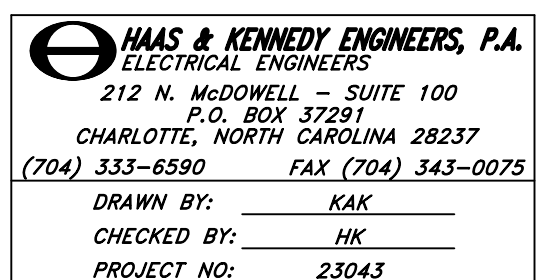 HAAS & KENNEDY ENGINEERS, P.A.
ELECTRICAL ENGINEERS
212 N. McDOWELL – SUITE 100
P.O. BOX 37291
CHARLOTTE, NORTH CAROLINA 28237
(704) 333–6590 FAX (704) 343–0075
DRAWN BY: KAK
CHECKED BY: HK
PROJECT NO: 23043